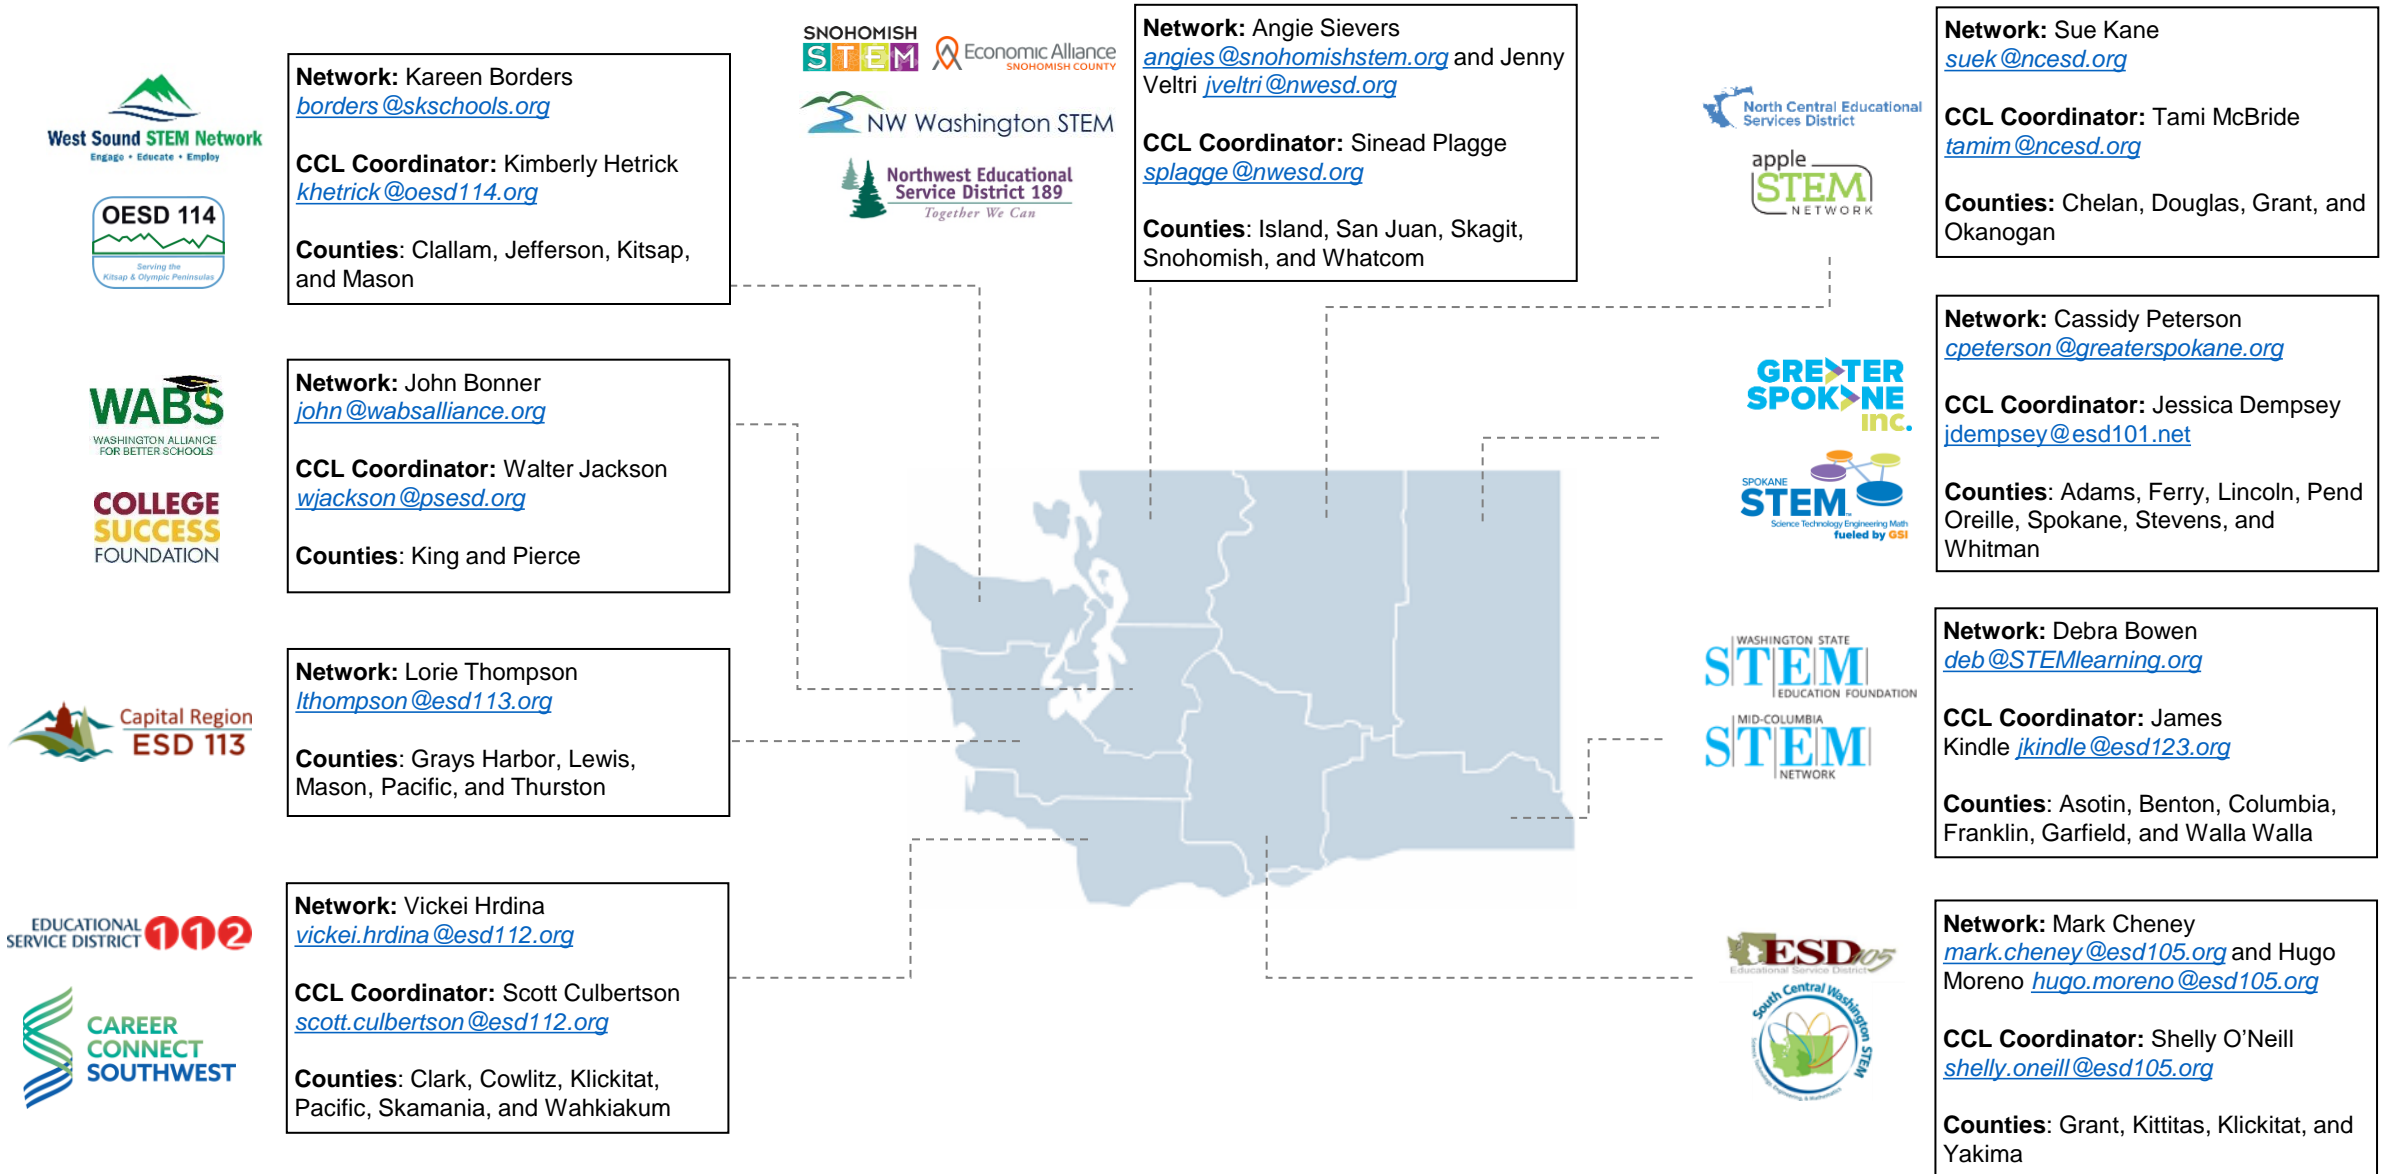 West Sound STEM Network
Engage • Educate • Employ
OESD 114
Serving the
Kitsap & Olympic Peninsulas
Network: Kareen Borders
borders@skschools.org
CCL Coordinator: Kimberly Hetrick
khetrick@oesd114.org
Counties: Clallam, Jefferson, Kitsap,
and Mason
SNOHOMISH
STEM
Economic Alliance
SNOHOMISH COUNTY
NW Washington STEM
Northwest Educational
Service District 189
Together We Can
Network: Angie Sievers
angies@snohomishstem.org and Jenny
Veltri jveltri@nwesd.org
CCL Coordinator: Sinead Plagge
splagge@nwesd.org
Counties: Island, San Juan, Skagit,
Snohomish, and Whatcom
North Central Educational
Services District
apple
STEM
NETWORK
Network: Sue Kane
suek@ncesd.org
CCL Coordinator: Tami McBride
tamim@ncesd.org
Counties: Chelan, Douglas, Grant, and
Okanogan
WABS
WASHINGTON ALLIANCE
FOR BETTER SCHOOLS
COLLEGE
SUCCESS
FOUNDATION
Network: John Bonner
john@wabsalliance.org
CCL Coordinator: Walter Jackson
wjackson@psesd.org
Counties: King and Pierce
GREATER
SPOKANE
INC.
SPOKANE
STEM
Science Technology Engineering Math
fueled by GSI
Network: Cassidy Peterson
cpeterson@greaterspokane.org
CCL Coordinator: Jessica Dempsey
jdempsey@esd101.net
Counties: Adams, Ferry, Lincoln, Pend
Oreille, Spokane, Stevens, and
Whitman
Capital Region
ESD 113
Network: Lorie Thompson
lthompson@esd113.org
Counties: Grays Harbor, Lewis,
Mason, Pacific, and Thurston
WASHINGTON STATE
STEM
EDUCATION FOUNDATION
MID-COLUMBIA
STEM
NETWORK
Network: Debra Bowen
deb@STEMlearning.org
CCL Coordinator: James
Kindle jkindle@esd123.org
Counties: Asotin, Benton, Columbia,
Franklin, Garfield, and Walla Walla
EDUCATIONAL
SERVICE DISTRICT 112
CAREER
CONNECT
SOUTHWEST
Network: Vickei Hrdina
vickei.hrdina@esd112.org
CCL Coordinator: Scott Culbertson
scott.culbertson@esd112.org
Counties: Clark, Cowlitz, Klickitat,
Pacific, Skamania, and Wahkiakum
ESD 105
Educational Service District
South Central Washington STEM
Science, Technology, Engineering, & Mathematics
Network: Mark Cheney
mark.cheney@esd105.org and Hugo
Moreno hugo.moreno@esd105.org
CCL Coordinator: Shelly O’Neill
shelly.oneill@esd105.org
Counties: Grant, Kittitas, Klickitat, and
Yakima